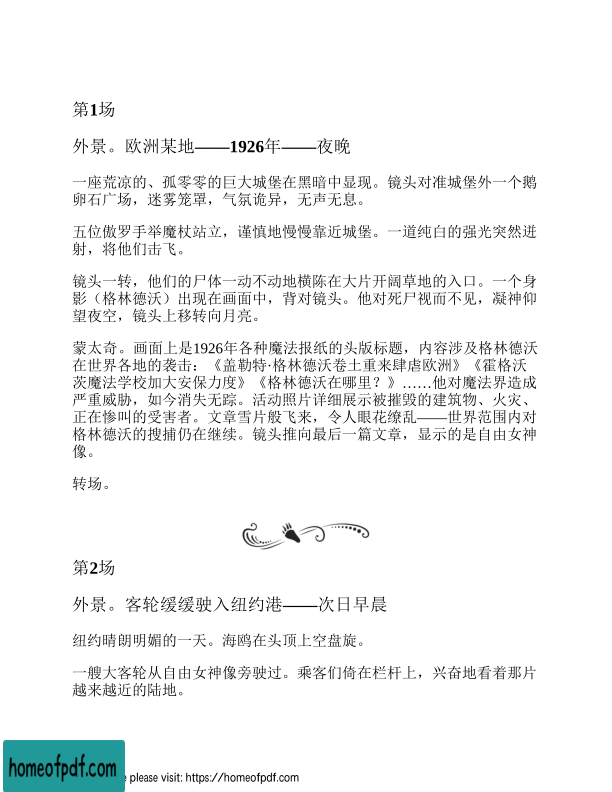 第1场
外景。欧洲某地——1926年——夜晚
一座荒凉的、孤零零的巨大城堡在黑暗中显现。镜头对准城堡外一个鹅
卵石广场，迷雾笼罩，气氛诡异，无声无息。
五位傲罗手举魔杖站立，谨慎地慢慢靠近城堡。一道纯白的强光突然迸
射，将他们击飞。
镜头一转，他们的尸体一动不动地横陈在大片开阔草地的入口。一个身
影（格林德沃）出现在画面中，背对镜头。他对死尸视而不见，凝神仰
望夜空，镜头上移转向月亮。
蒙太奇。画面上是1926年各种魔法报纸的头版标题，内容涉及格林德沃
在世界各地的袭击：《盖勒特·格林德沃卷土重来肆虐欧洲》《霍格沃
茨魔法学校加大安保力度》《格林德沃在哪里？》……他对魔法界造成
严重威胁，如今消失无踪。活动照片详细展示被摧毁的建筑物、火灾、
正在惨叫的受害者。文章雪片般飞来，令人眼花缭乱——世界范围内对
格林德沃的搜捕仍在继续。镜头推向最后一篇文章，显示的是自由女神
像。
转场。
第2场
外景。客轮缓缓驶入纽约港——次日早晨
纽约晴朗明媚的一天。海鸥在头顶上空盘旋。
一艘大客轮从自由女神像旁驶过。乘客们倚在栏杆上，兴奋地看着那片
越来越近的陆地。
homeofpdf.com
e please visit: https://homeofpdf.com